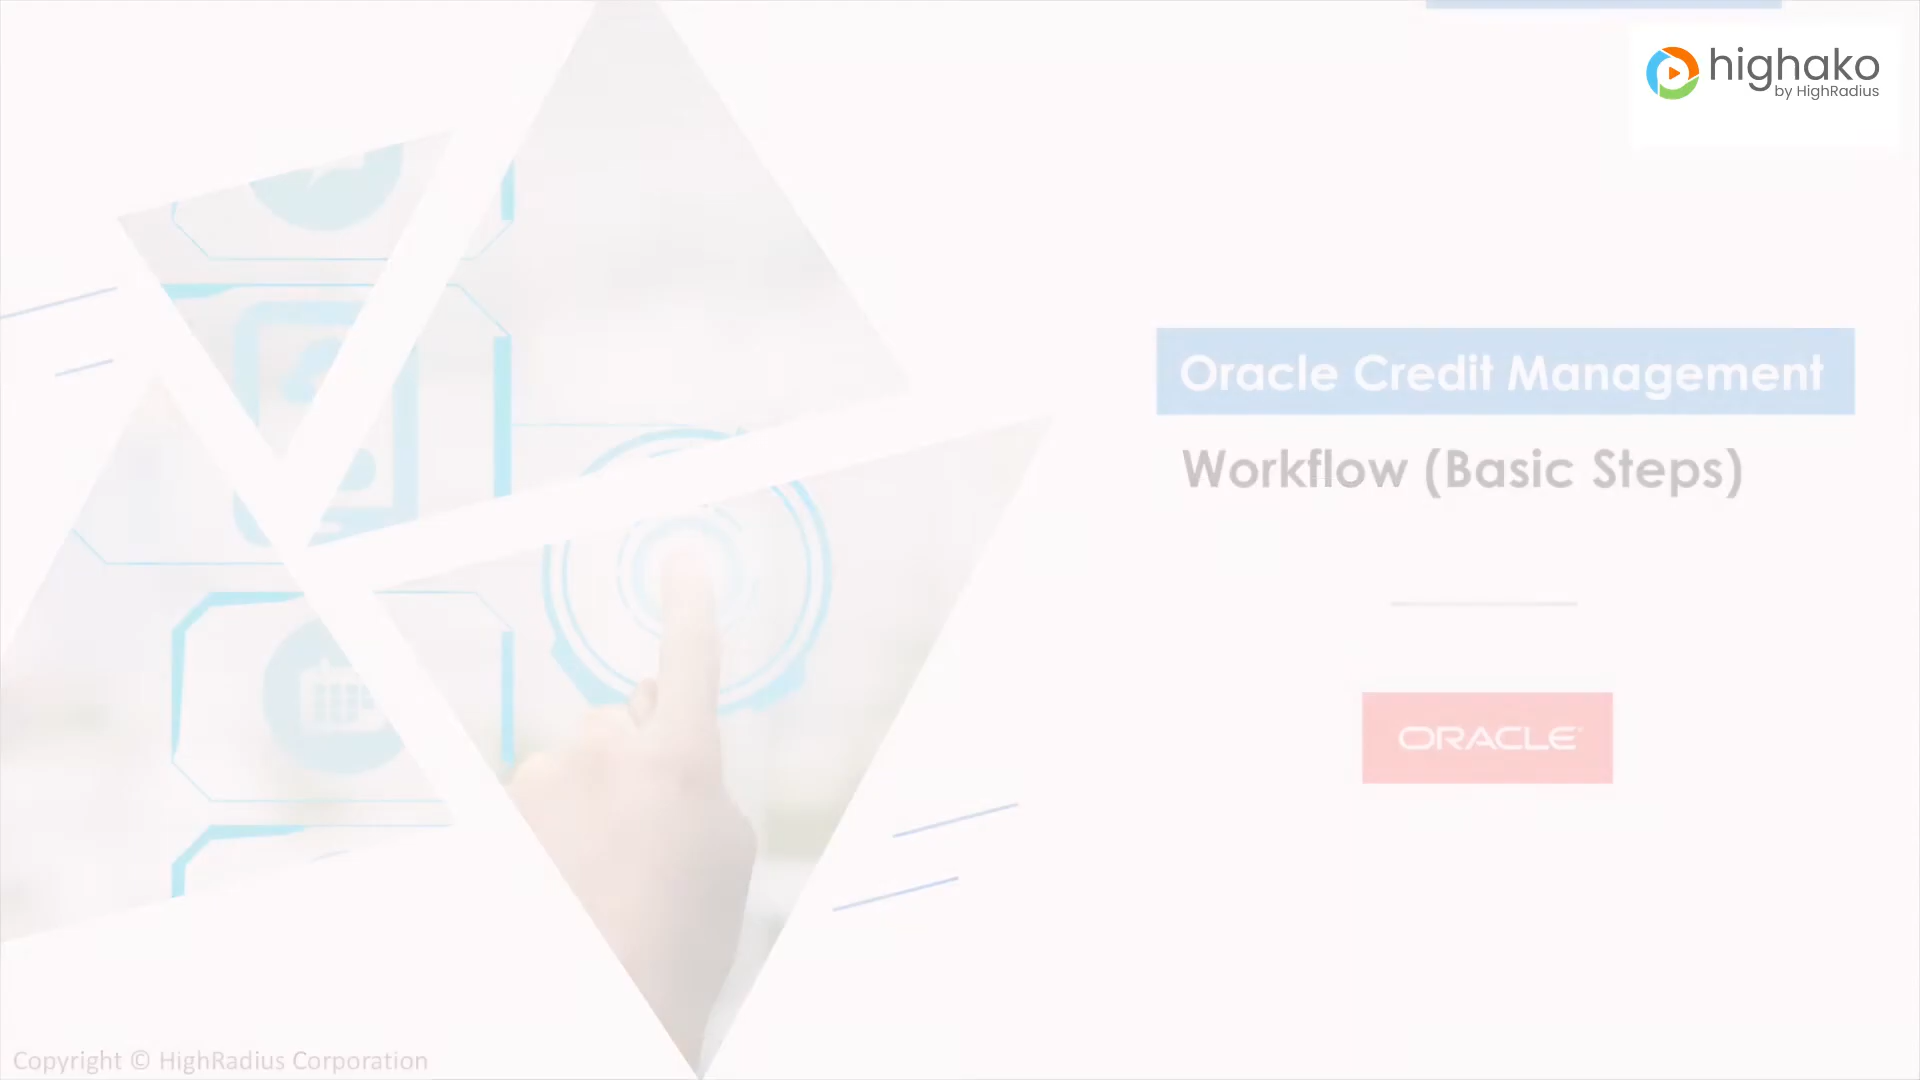 highako
by HighRadius
Oracle Credit Management
Workflow (Basic Steps)
ORACLE
Copyright © HighRadius Corporation